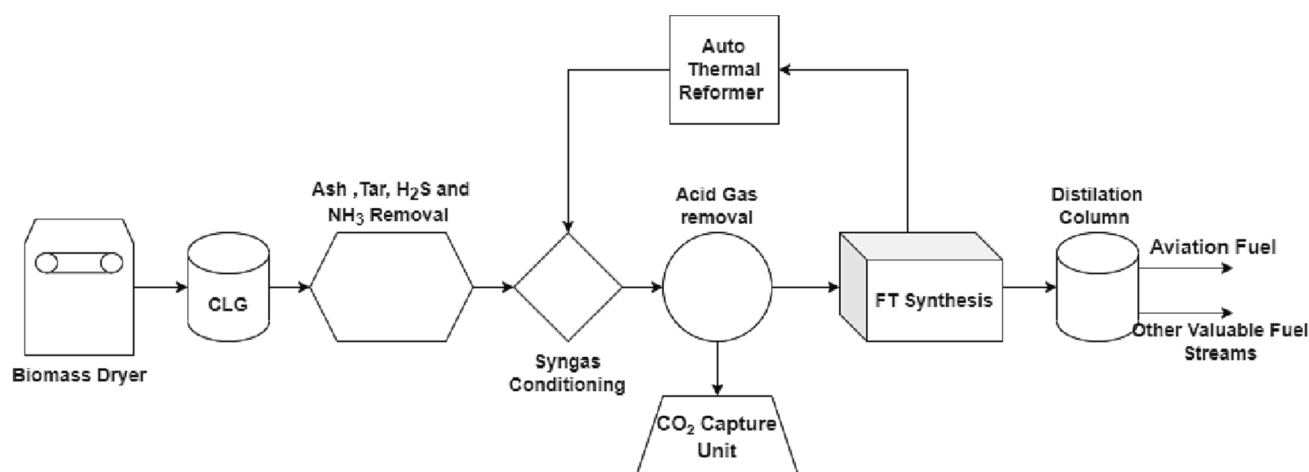 Auto
Thermal
Reformer
Ash ,Tar, H₂S and
NH₃ Removal
Acid Gas
removal
Distilation
Column
Aviation Fuel
CLG
FT Synthesis
Other Valuable Fuel
Streams
Biomass Dryer
Syngas
Conditioning
CO₂ Capture
Unit